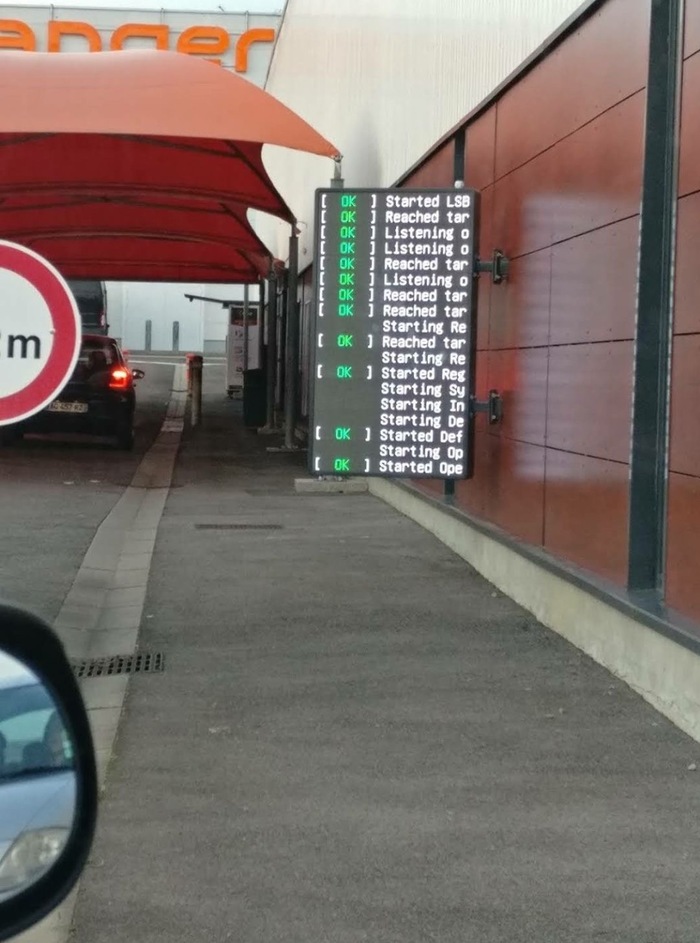 anger
[ OK ] Started LSB
[ OK ] Reached tar
[ OK ] Listening o
[ OK ] Listening o
[ OK ] Reached tar
[ OK ] Listening o
[ OK ] Reached tar
[ OK ] Reached tar
Starting Re
[ OK ] Reached tar
Starting Re
[ OK ] Started Reg
Starting Sy
Starting In
Starting De
[ OK ] Started Def
Starting Op
[ OK ] Started Ope
m